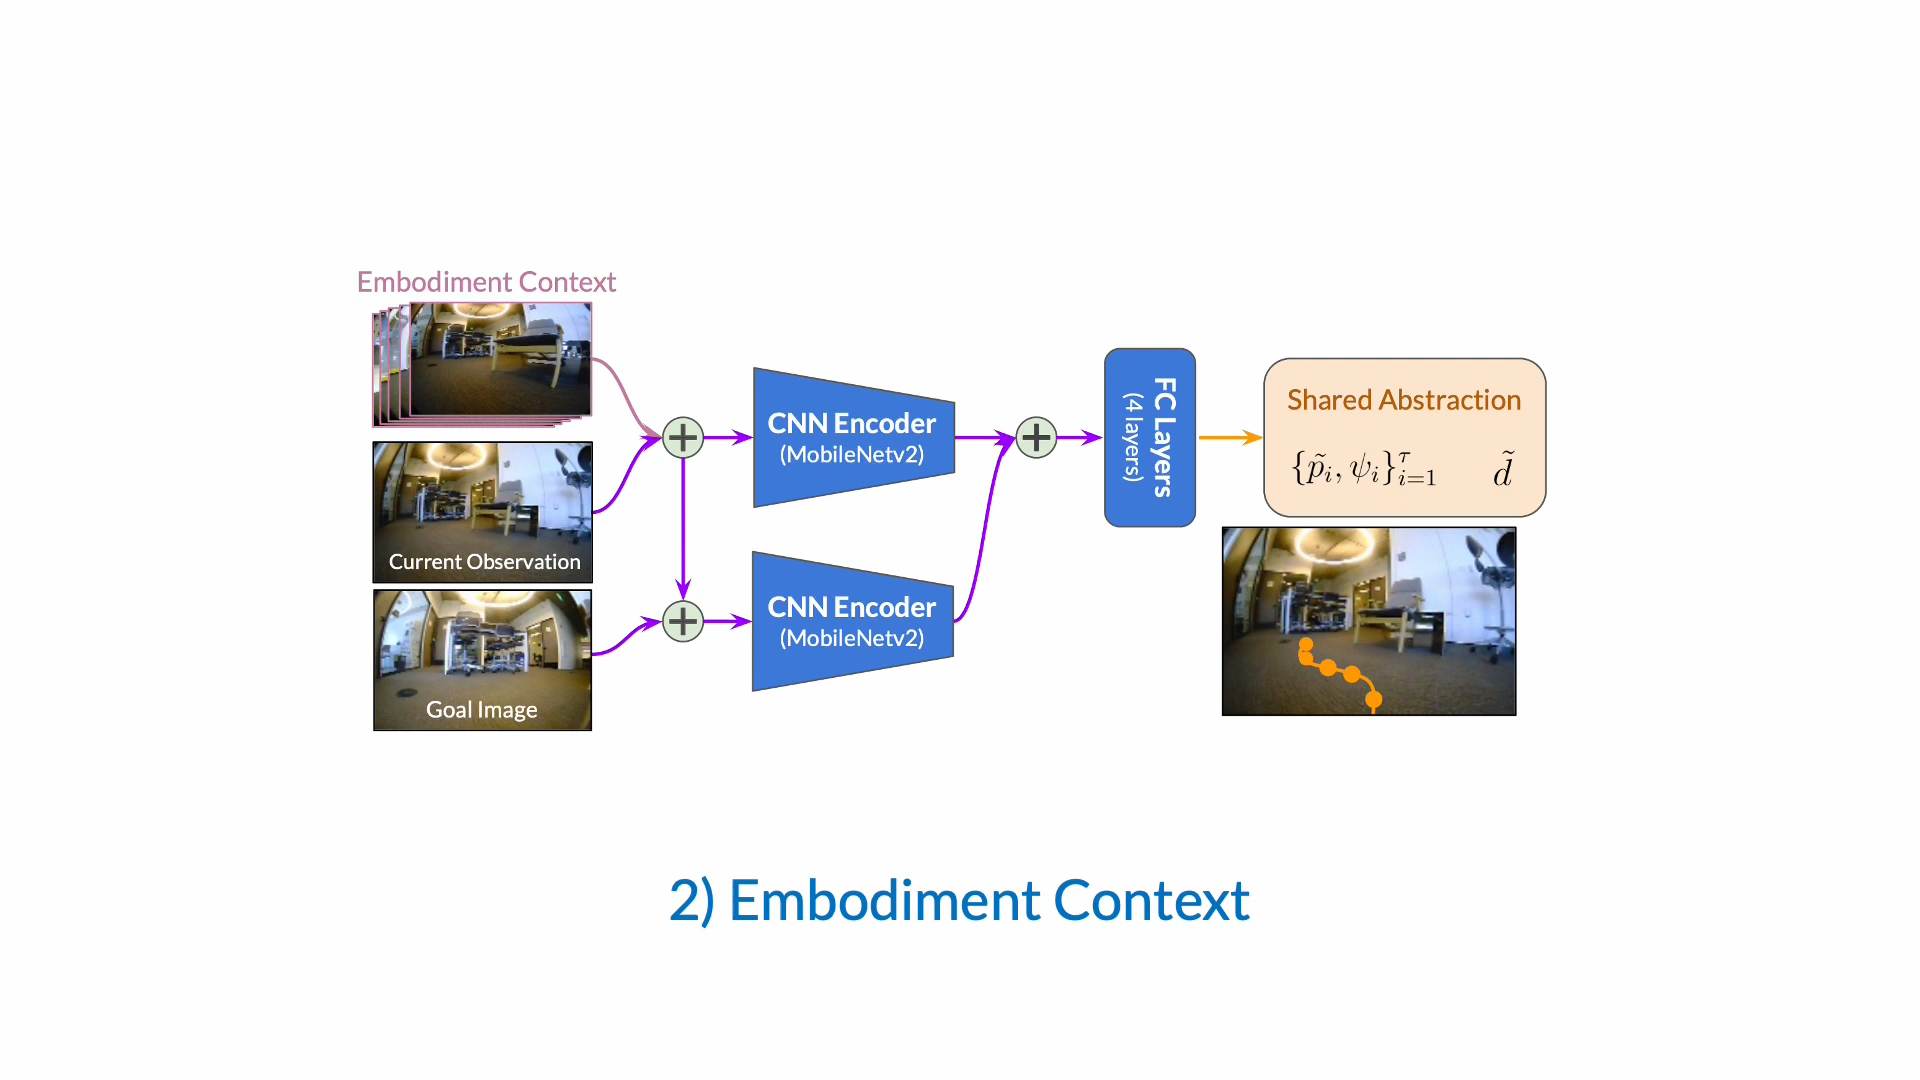 Embodiment Context
Current Observation
Goal Image
CNN Encoder
(MobileNetv2)
CNN Encoder
(MobileNetv2)
FC Layers
(4 layers)
Shared Abstraction
{p̃ᵢ, ψᵢ}ᵢ₌₁^τ d̃
2) Embodiment Context